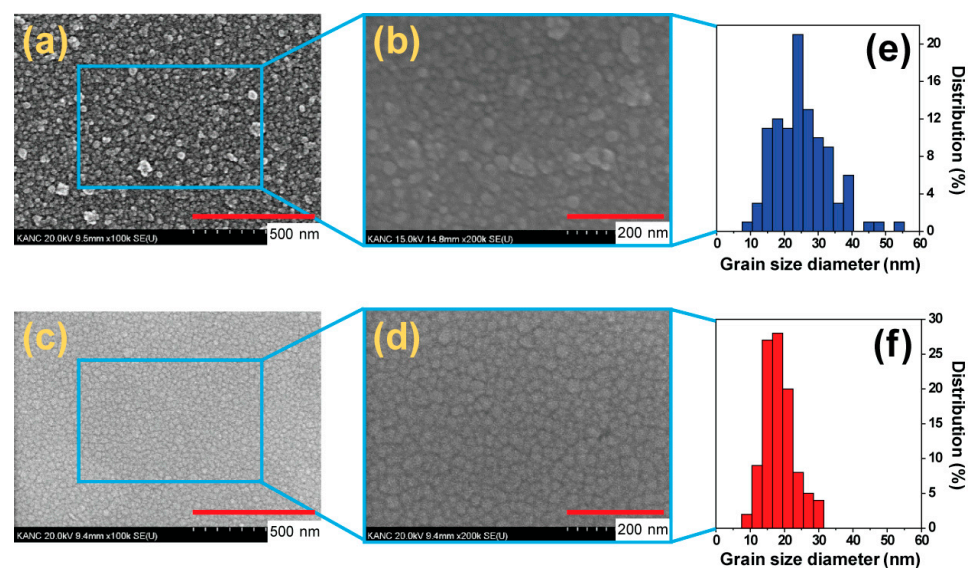 (a)
KANC 20.0kV 9.5mm x100k SE(U)
500 nm
(b)
KANC 15.0kV 14.8mm x200k SE(U)
200 nm
(e)
20
16
12
8
4
0
0 10 20 30 40 50 60
Grain size diameter (nm)
Distribution (%)
(c)
KANC 20.0kV 9.4mm x100k SE(U)
500 nm
(d)
KANC 20.0kV 9.4mm x200k SE(U)
200 nm
(f)
30
25
20
15
10
5
0
0 10 20 30 40 50 60
Grain size diameter (nm)
Distribution (%)